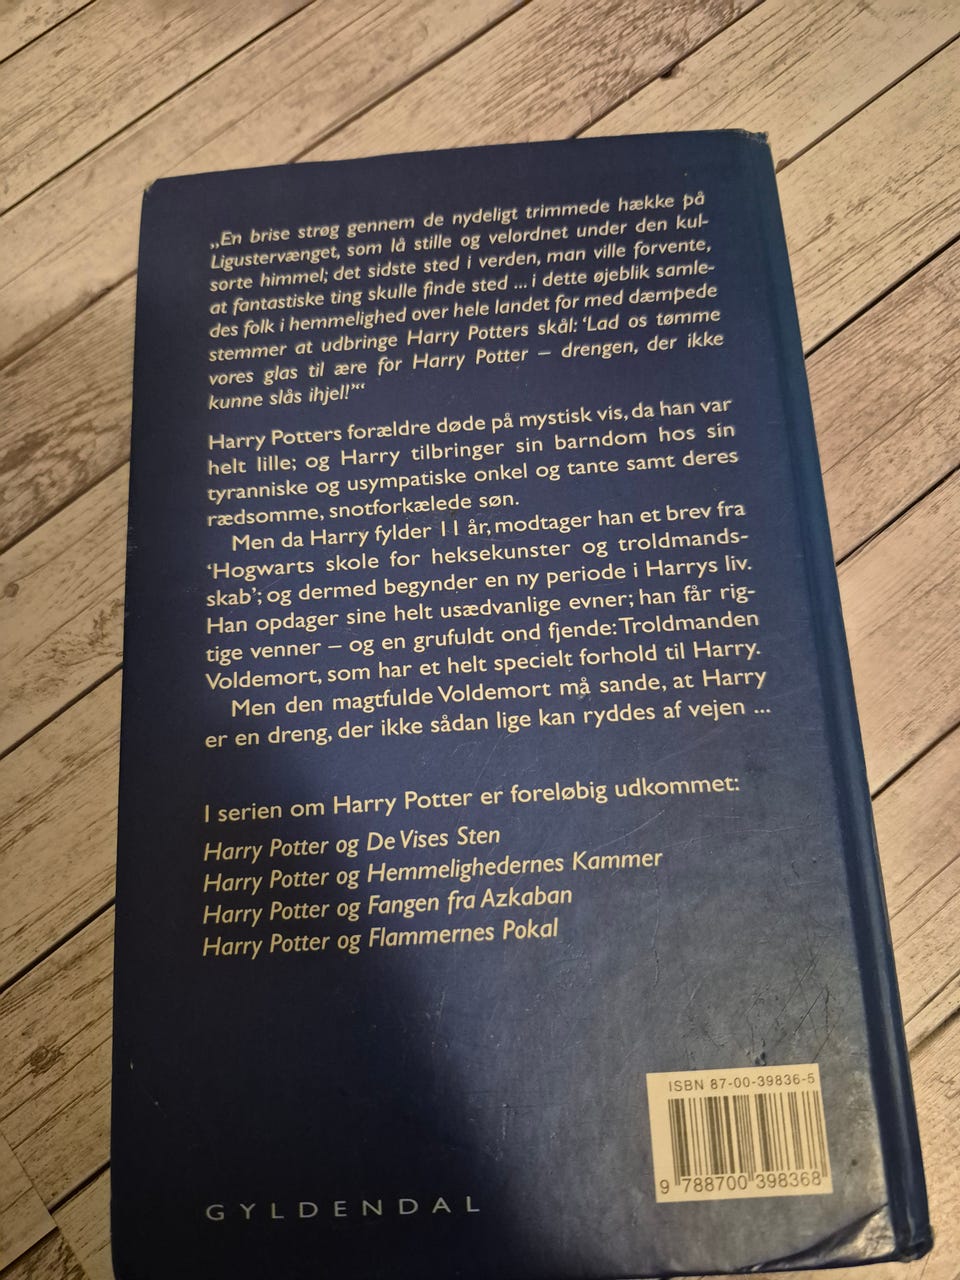 „En brise strøg gennem de nydeligt trimmede hække på
Ligustervænget, som lå stille og velordnet under den kul-
sorte himmel; det sidste sted i verden, man ville forvente,
at fantastiske ting skulle finde sted ... i dette øjeblik samle-
des folk i hemmelighed over hele landet for med dæmpede
stemmer at udbringe Harry Potters skål: ‘Lad os tømme
vores glas til ære for Harry Potter – drengen, der ikke
kunne slås ihjel!’“
Harry Potters forældre døde på mystisk vis, da han var
helt lille; og Harry tilbringer sin barndom hos sin
tyranniske og usympatiske onkel og tante samt deres
rædsomme, snotforkælede søn.
Men da Harry fylder 11 år, modtager han et brev fra
‘Hogwarts skole for heksekunster og troldmands-
skab’; og dermed begynder en ny periode i Harrys liv.
Han opdager sine helt usædvanlige evner; han får rig-
tige venner – og en grufuldt ond fjende: Troldmanden
Voldemort, som har et helt specielt forhold til Harry.
Men den magtfulde Voldemort må sande, at Harry
er en dreng, der ikke sådan lige kan ryddes af vejen ...
I serien om Harry Potter er foreløbig udkommet:
Harry Potter og De Vises Sten
Harry Potter og Hemmelighedernes Kammer
Harry Potter og Fangen fra Azkaban
Harry Potter og Flammernes Pokal
ISBN 87-00-39836-5
9 788700 398368
GYLDENDAL